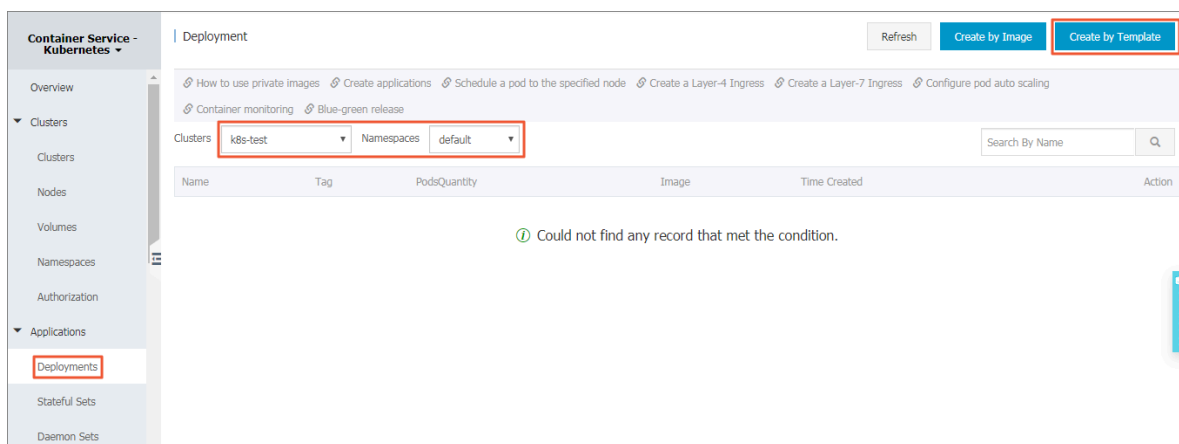 Container Service -
Kubernetes
Overview
Clusters
Clusters
Nodes
Volumes
Namespaces
Authorization
Applications
Deployments
Stateful Sets
Daemon Sets
Deployment
Refresh
Create by Image
Create by Template
How to use private images Create applications Schedule a pod to the specified node Create a Layer-4 Ingress Create a Layer-7 Ingress Configure pod auto scaling
Container monitoring Blue-green release
Clusters k8s-test Namespaces default Search By Name
Name Tag PodsQuantity Image Time Created Action
Could not find any record that met the condition.